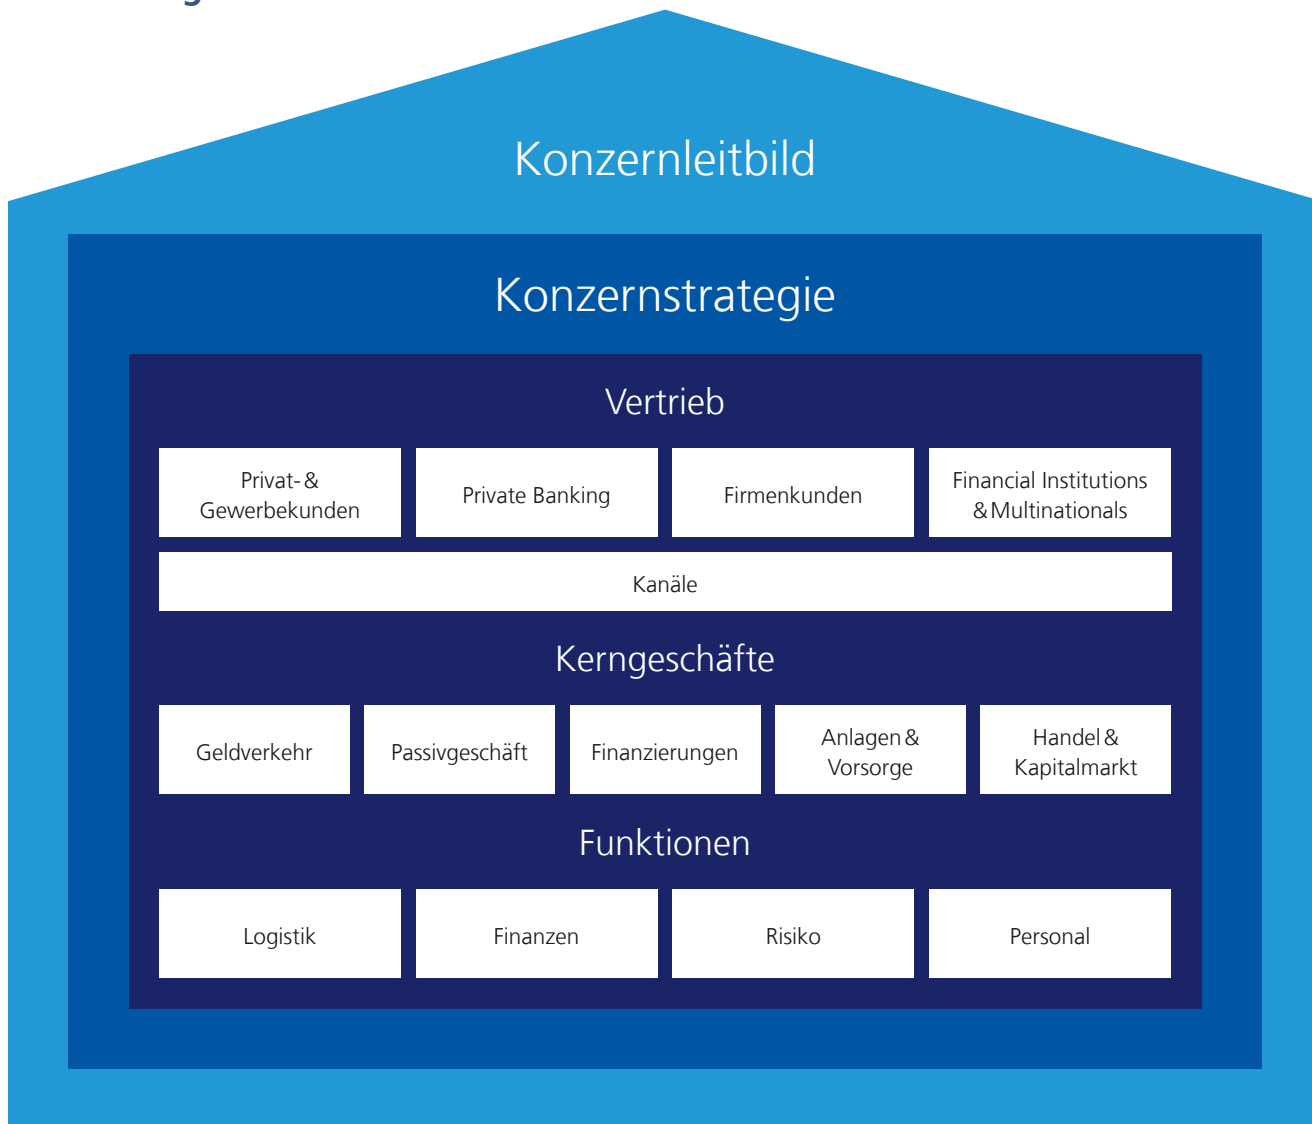 Konzernleitbild
Konzernstrategie
Vertrieb
Privat- &
Gewerbekunden
Private Banking
Firmenkunden
Financial Institutions
& Multinationals
Kanäle
Kerngeschäfte
Geldverkehr
Passivgeschäft
Finanzierungen
Anlagen &
Vorsorge
Handel &
Kapitalmarkt
Funktionen
Logistik
Finanzen
Risiko
Personal